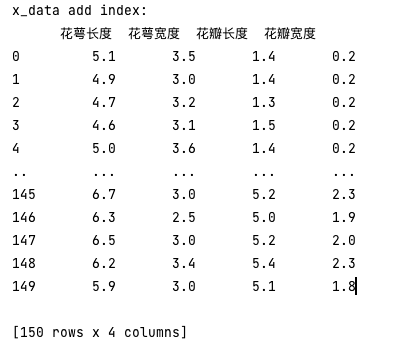 x_data add index:
花萼长度 花萼宽度 花瓣长度 花瓣宽度
0 5.1 3.5 1.4 0.2
1 4.9 3.0 1.4 0.2
2 4.7 3.2 1.3 0.2
3 4.6 3.1 1.5 0.2
4 5.0 3.6 1.4 0.2
.. ... ... ... ...
145 6.7 3.0 5.2 2.3
146 6.3 2.5 5.0 1.9
147 6.5 3.0 5.2 2.0
148 6.2 3.4 5.4 2.3
149 5.9 3.0 5.1 1.8
[150 rows x 4 columns]